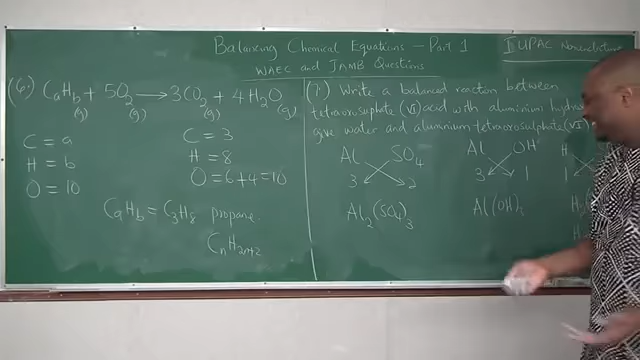 Balancing Chemical Equations - Part 1
WAEC and JAMB Questions
IUPAC Nomenclature
(6) CaHb + 5O2 → 3CO2 + 4H2O
(g) (g) (g) (g)
C = a
H = b
O = 10
C = 3
H = 8
O = 6+4 = 10
CaHb = C3H8 propane.
CnH2n+2
(7.) Write a balanced reaction between
tetraoxosulphate (VI) acid with aluminium
give water and aluminium tetraoxosulphate (VI)
Al SO4
3 2
Al2(SO4)3
Al OH
3 1
Al(OH)3
H
1